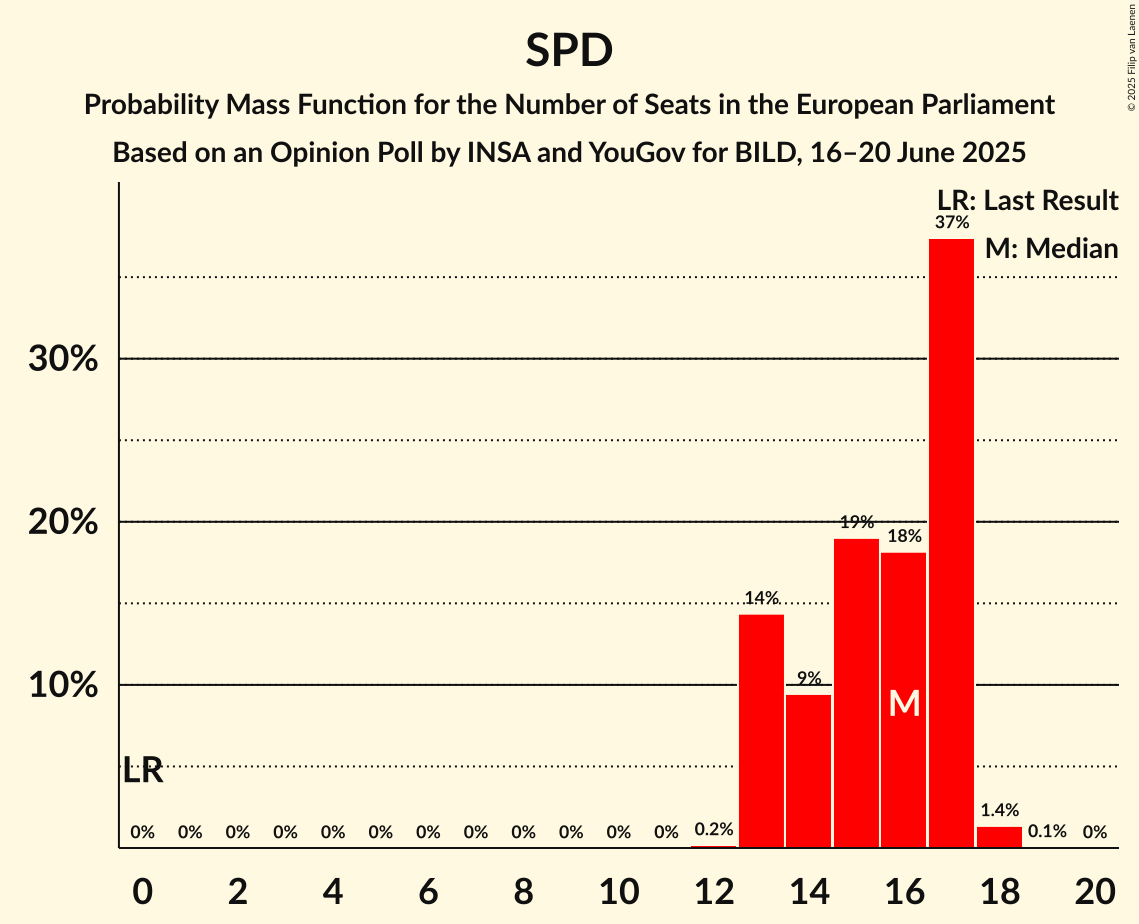 SPD
Probability Mass Function for the Number of Seats in the European Parliament
Based on an Opinion Poll by INSA and YouGov for BILD, 16–20 June 2025
© 2025 Filip van Laenen
LR: Last Result
M: Median
37%
30%
20%
19%
18%
14%
10%
9%
M
LR
0% 0% 0% 0% 0% 0% 0% 0% 0% 0% 0% 0% 0.2% 1.4% 0.1% 0%
0 2 4 6 8 10 12 14 16 18 20